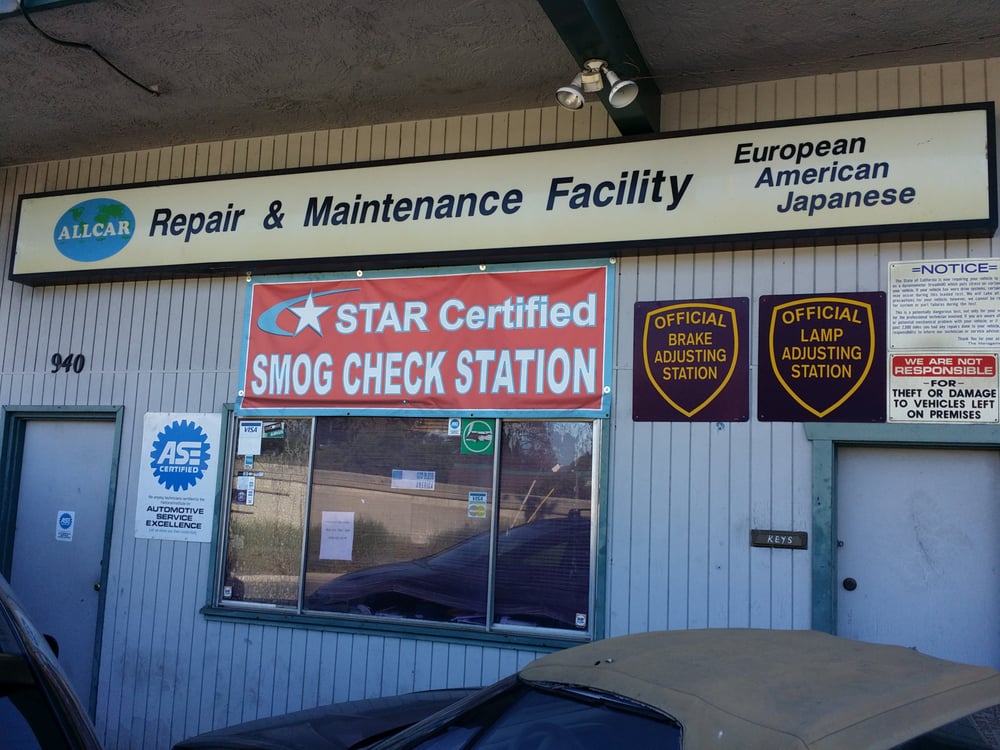 ALLCAR
Repair & Maintenance Facility
European
American
Japanese
STAR Certified
SMOG CHECK STATION
940
ASE
CERTIFIED
AUTOMOTIVE
SERVICE
EXCELLENCE
VISA
VISA
OFFICIAL
BRAKE
ADJUSTING
STATION
OFFICIAL
LAMP
ADJUSTING
STATION
=NOTICE=
WE ARE NOT
RESPONSIBLE
-FOR-
THEFT OR DAMAGE
TO VEHICLES LEFT
ON PREMISES
KEYS